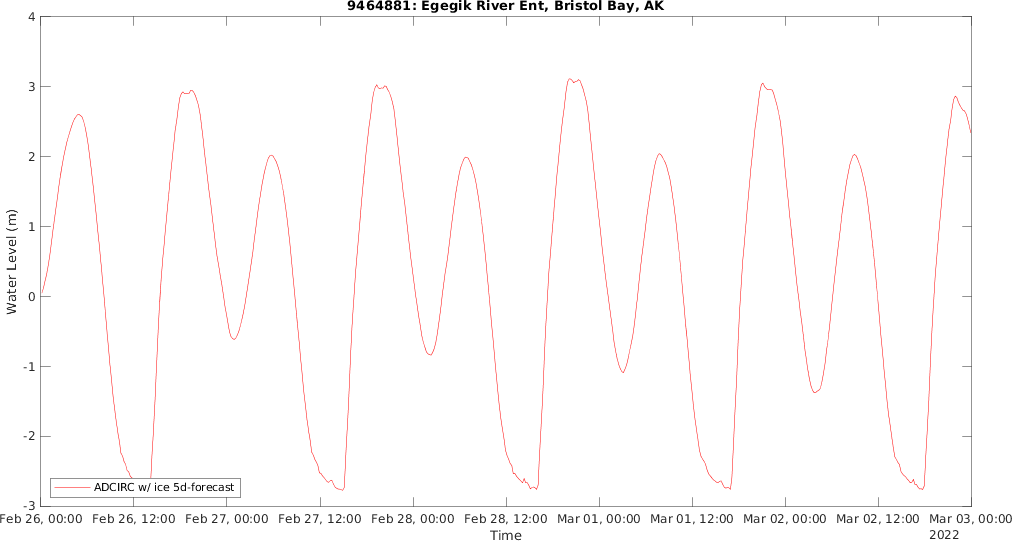 9464881: Egegik River Ent, Bristol Bay, AK
4
3
2
1
0
-1
-2
-3
Water Level (m)
ADCIRC w/ ice 5d-forecast
Feb 26, 00:00 Feb 26, 12:00 Feb 27, 00:00 Feb 27, 12:00 Feb 28, 00:00 Feb 28, 12:00 Mar 01, 00:00 Mar 01, 12:00 Mar 02, 00:00 Mar 02, 12:00 Mar 03, 00:00
Time
2022